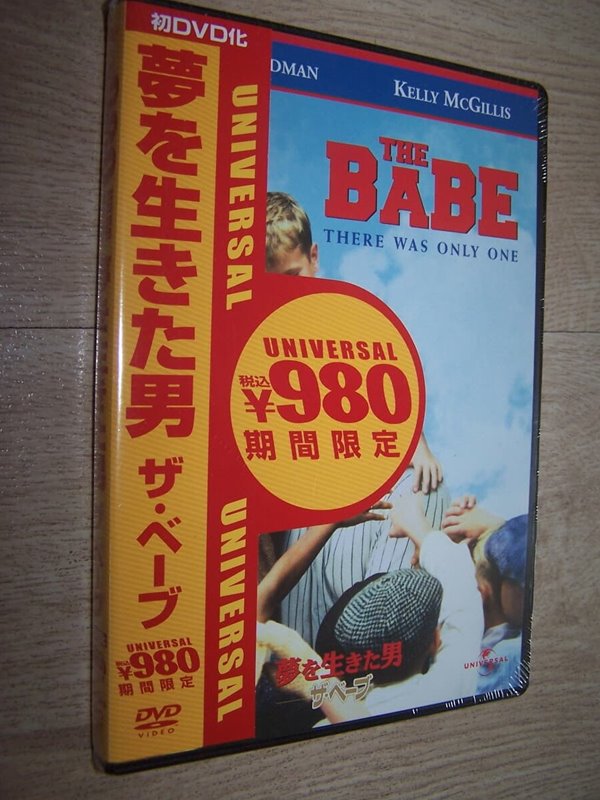 初DVD化
夢を生きた男
ザ・ベーブ
UNIVERSAL
税込
¥980
期間限定
DVD
VIDEO
UNIVERSAL
UNIVERSAL
UNIVERSAL
税込
¥980
期間限定
DMAN
KELLY MCGILLIS
THE
BABE
THERE WAS ONLY ONE
夢を生きた男
ザ・ベーブ
UNIVERSAL